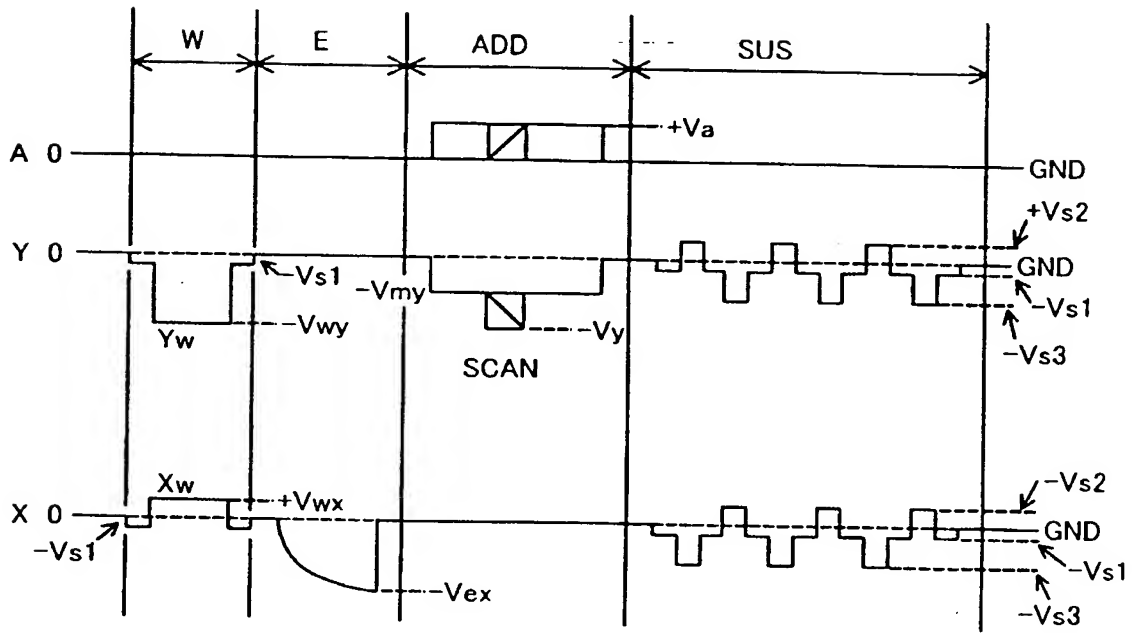 W E ADD SUS
A 0 +Va
GND
+Vs2
Y 0 GND
-Vs1
-Vmy
-Vs1
Yw -Vwy -Vy
-Vs3
SCAN
Xw +Vwx -Vs2
X 0 GND
-Vs1
-Vs1
-Vex
-Vs3